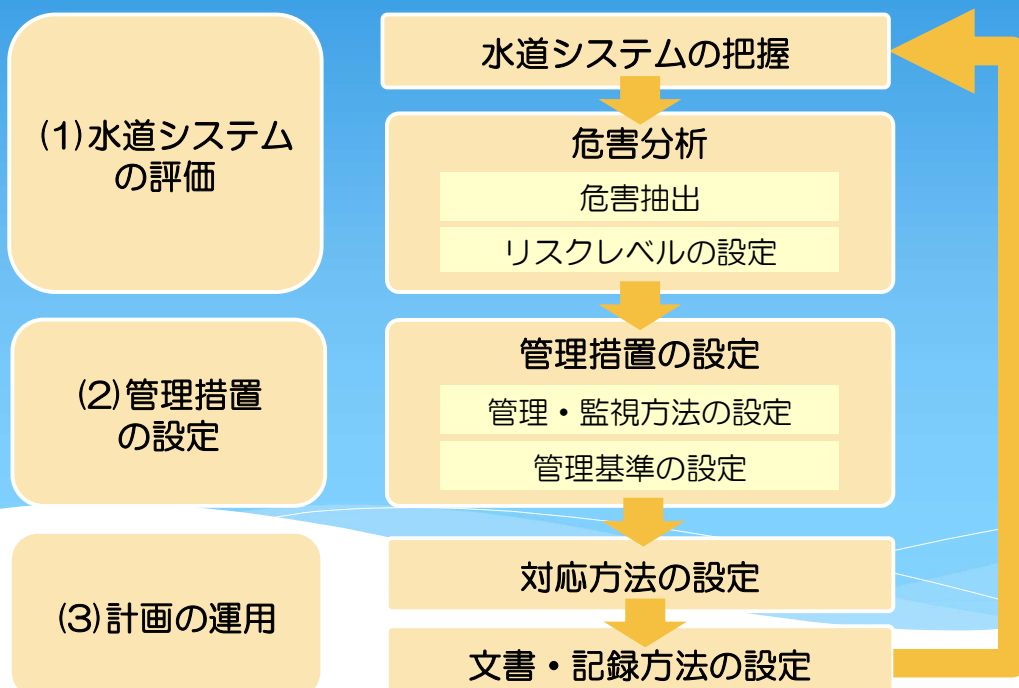 (1)水道システム
の評価
水道システムの把握
危害分析
危害抽出
リスクレベルの設定
(2)管理措置
の設定
管理措置の設定
管理・監視方法の設定
管理基準の設定
(3)計画の運用
対応方法の設定
文書・記録方法の設定